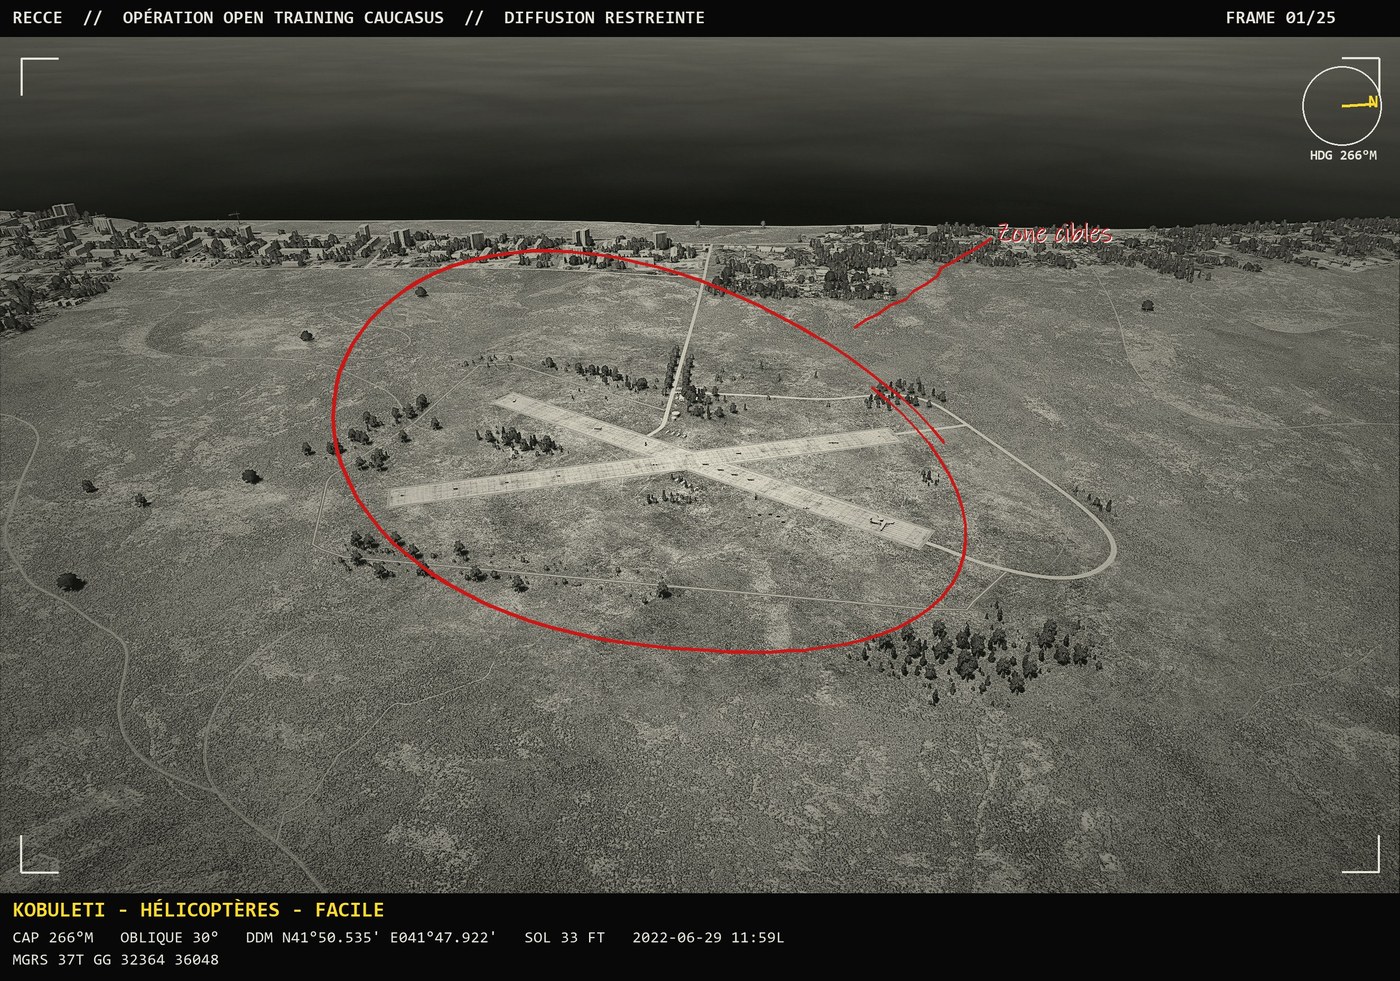 RECCE // OPÉRATION OPEN TRAINING CAUCASUS // DIFFUSION RESTREINTE FRAME 01/25
N
HDG 266°M
Zone cibles
KOBULETI - HÉLICOPTÈRES - FACILE
CAP 266°M OBLIQUE 30° DDM N41°50.535' E041°47.922' SOL 33 FT 2022-06-29 11:59L
MGRS 37T GG 32364 36048